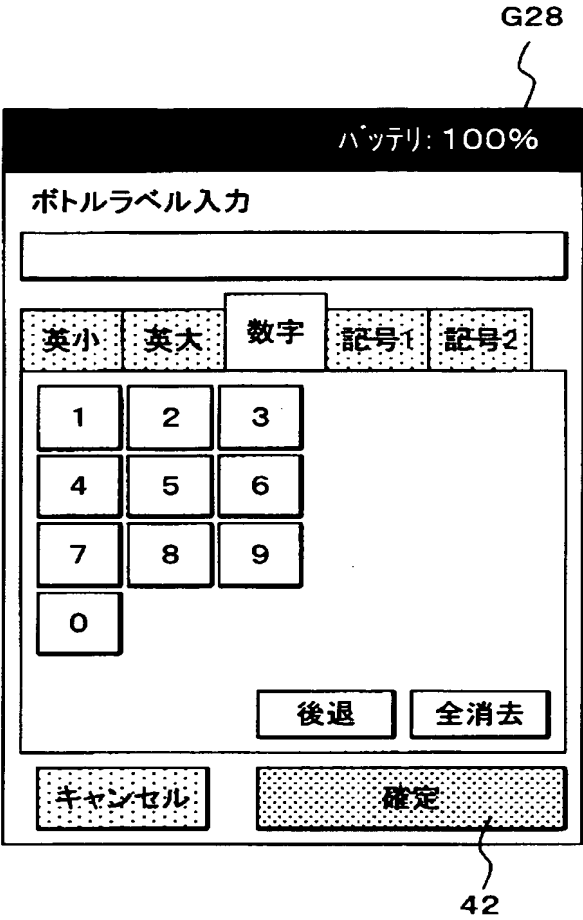 G28
バッテリ: 100%
ボトルラベル入力
英小 英大 数字 記号1 記号2
1 2 3
4 5 6
7 8 9
0
後退 全消去
キャンセル 確定
42